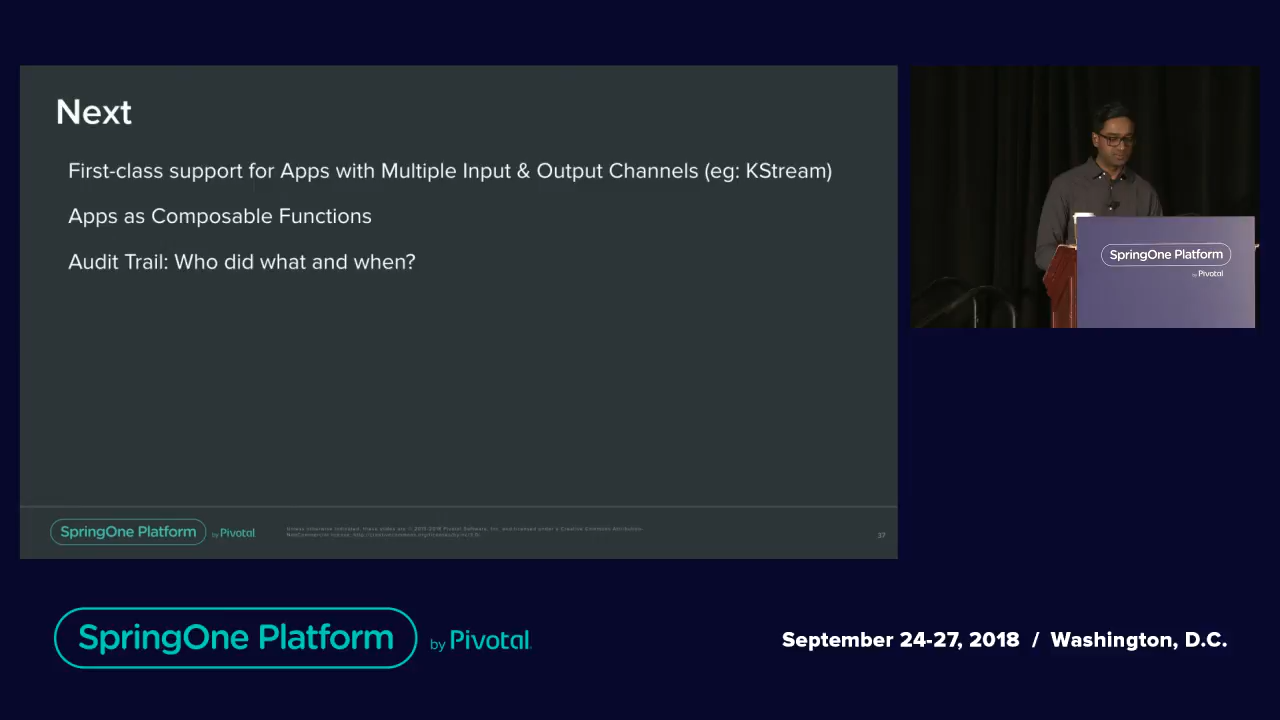 Next
First-class support for Apps with Multiple Input & Output Channels (eg: KStream)
Apps as Composable Functions
Audit Trail: Who did what and when?
SpringOne Platform by Pivotal
37
SpringOne Platform
by Pivotal
SpringOne Platform by Pivotal
September 24-27, 2018 / Washington, D.C.